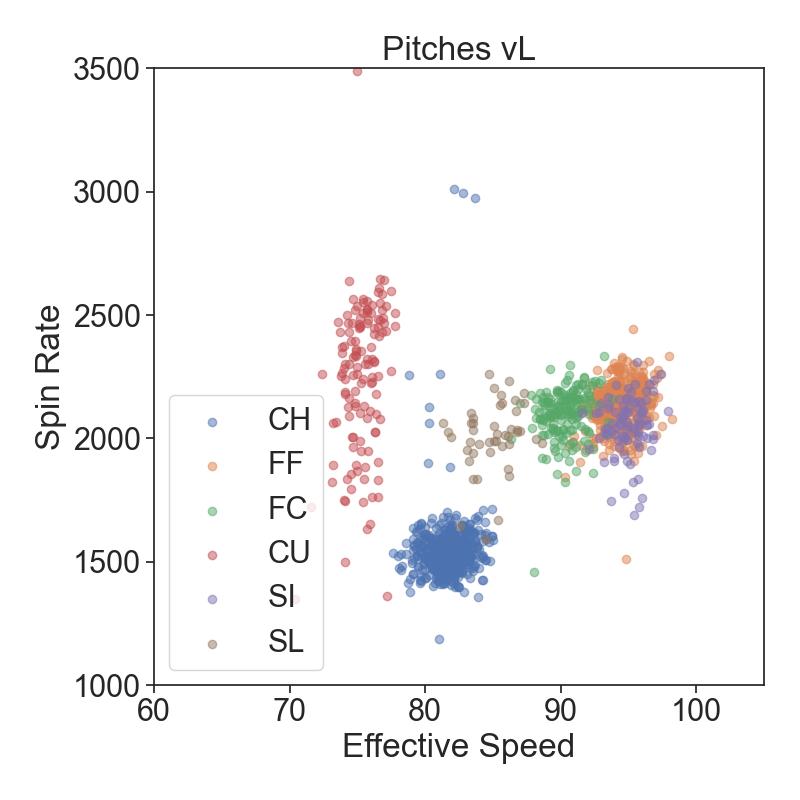 Pitches vL
3500
3000
2500
2000
1500
1000
Spin Rate
CH
FF
FC
CU
SI
SL
60 70 80 90 100
Effective Speed